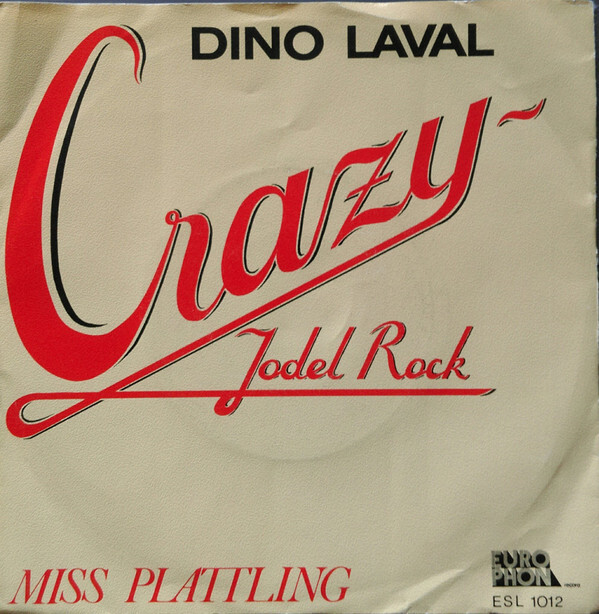 DINO LAVAL
Crazy-
Jodel Rock
MISS PLATTLING
EURO
PHON
ESL 1012